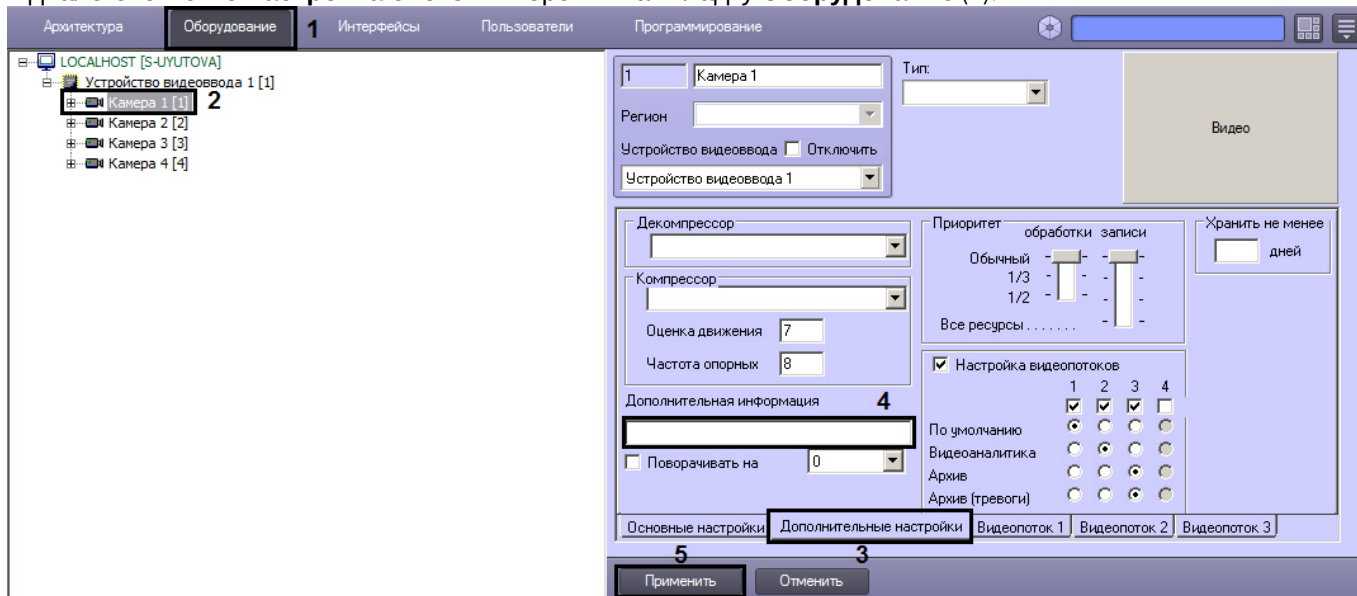 Архитектура Оборудование 1 Интерфейсы Пользователи Программирование
LOCALHOST [S-UYUTOVA]
Устройство видеоввода 1 [1]
Камера 1 [1] 2
Камера 2 [2]
Камера 3 [3]
Камера 4 [4]
1 Камера 1
Тип:
Регион
Устройство видеоввода Отключить
Устройство видеоввода 1
Видео
Декомпрессор
Компрессор
Оценка движения 7
Частота опорных 8
Дополнительная информация 4
Поворачивать на 0
Приоритет
обработки записи
Обычный
1/3
1/2
Все ресурсы . . . . . . .
Хранить не менее
дней
Настройка видеопотоков
1 2 3 4
По умолчанию
Видеоаналитика
Архив
Архив (тревоги)
Основные настройки Дополнительные настройки Видеопоток 1 Видеопоток 2 Видеопоток 3
5 3
Применить Отменить